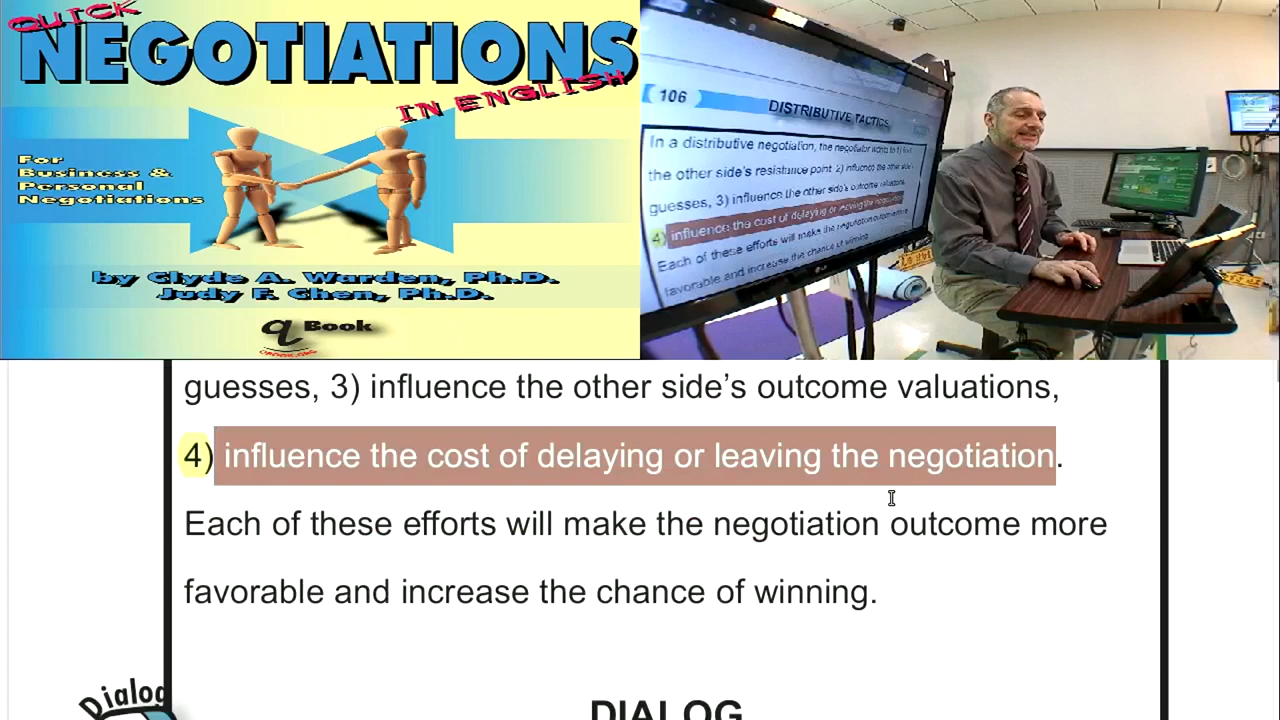 QUICK
NEGOTIATIONS
IN ENGLISH
For
Business &
Personal
Negotiations
by Clyde A. Warden, Ph.D.
Judy F. Chen, Ph.D.
q Book
QBOOK.ORG
106
DISTRIBUTIVE TACTICS
In a distributive negotiation, the negotiator wants to 1) find
the other side's resistance point, 2) influence the other side's
guesses, 3) influence the other side's outcome valuations,
4) influence the cost of delaying or leaving the negotiation.
Each of these efforts will make the negotiation outcome more
favorable and increase the chance of winning.
LG
guesses, 3) influence the other side’s outcome valuations,
4) influence the cost of delaying or leaving the negotiation.
Each of these efforts will make the negotiation outcome more
favorable and increase the chance of winning.
Dialog
DIALOG